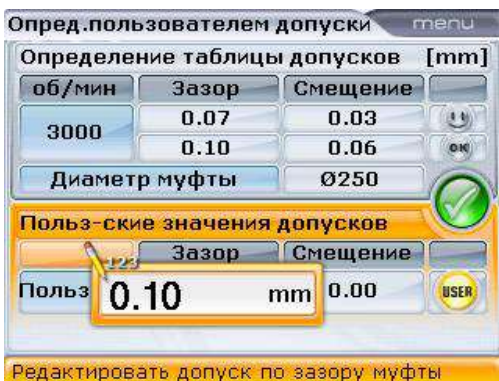 Опред.пользователем допуски menu
Определение таблицы допусков [mm]
об/мин Зазор Смещение
3000 0.07 0.03
0.10 0.06 OK
Диаметр муфты Ø250
Польз-ские значения допусков
123 Зазор Смещение
Польз 0.10 mm 0.00 USER
Редактировать допуск по зазору муфты